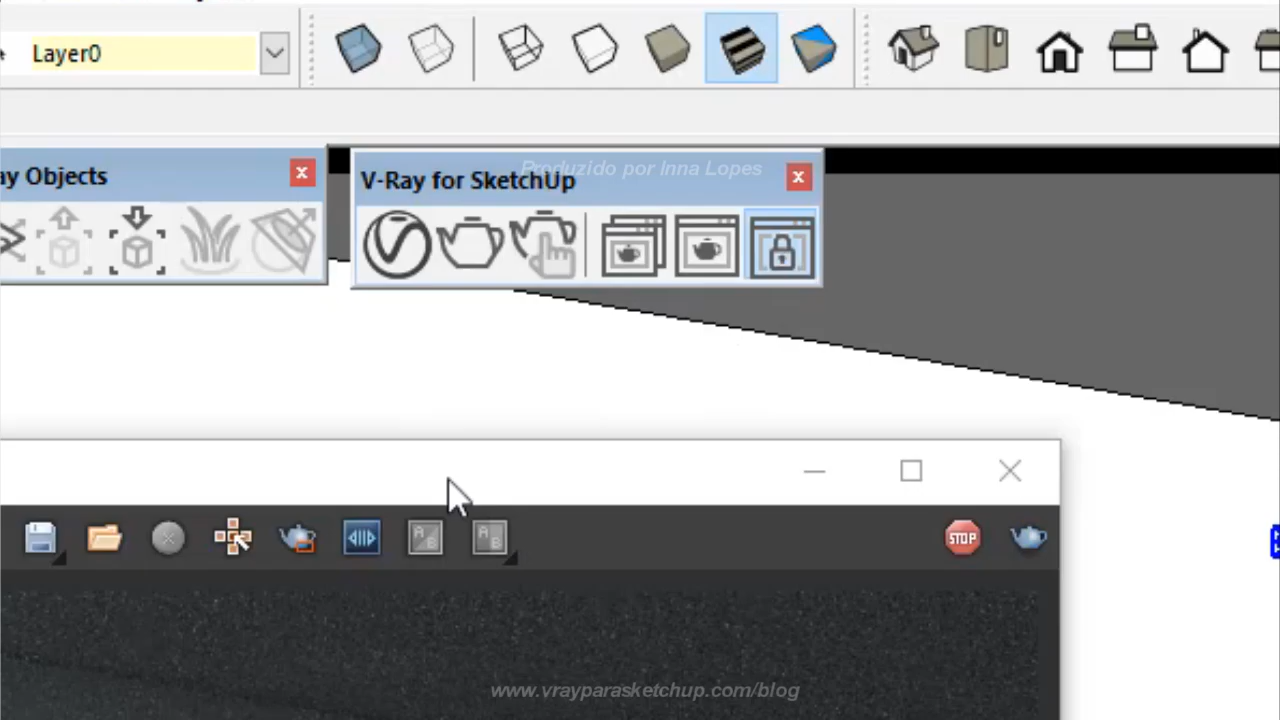 Layer0
ay Objects
Produzido por Inna Lopes
V-Ray for SketchUp
A
B
A
B
STOP
www.vrayparasketchup.com/blog